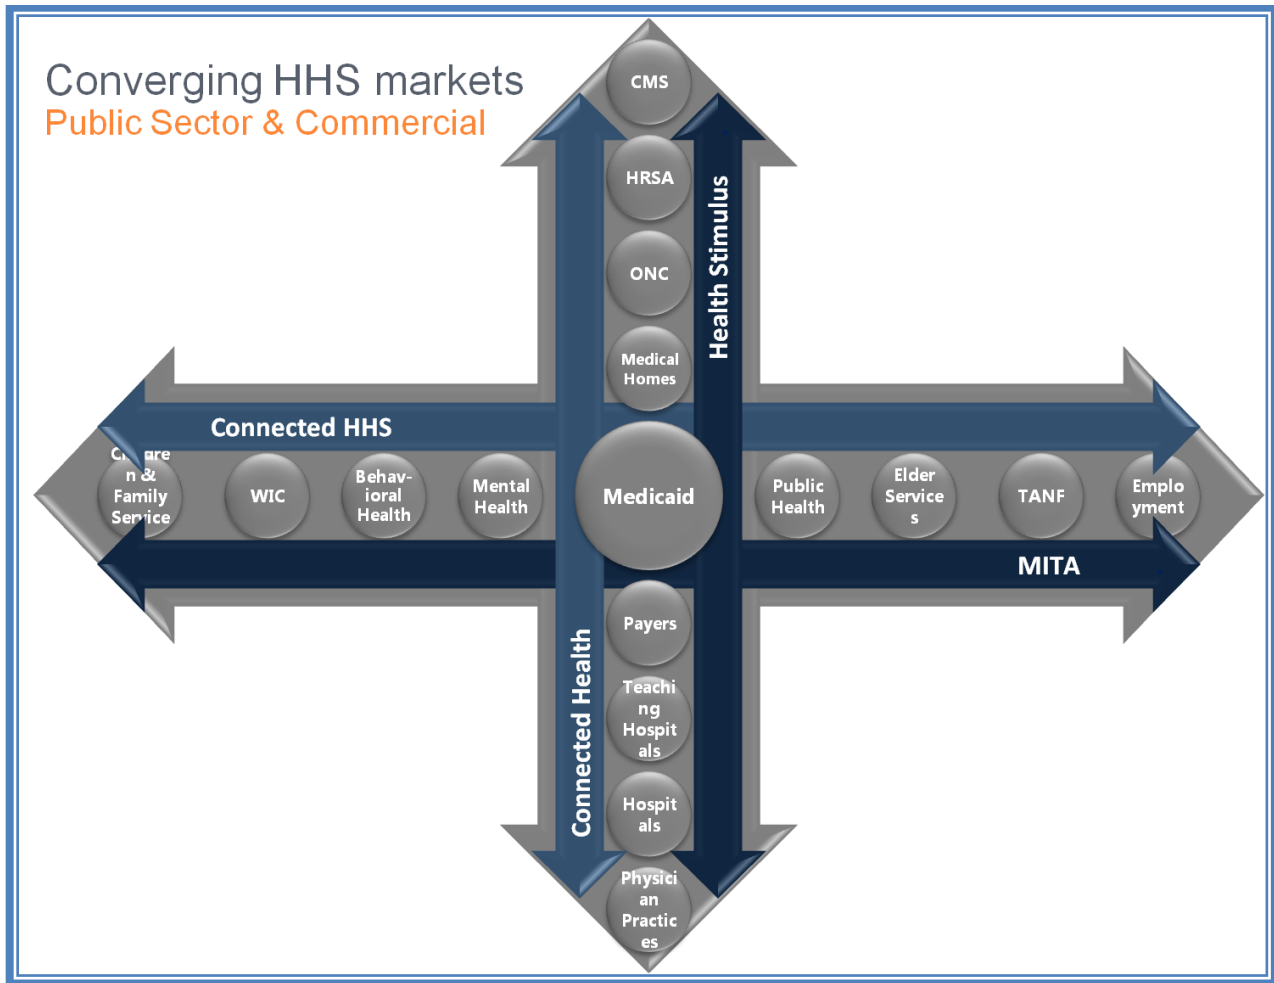 Converging HHS markets
Public Sector & Commercial
CMS
HRSA
ONC
Medical
Homes
Health Stimulus
Connected HHS
n &
Family
Service
WIC
Behav-
ioral
Health
Mental
Health
Medicaid
Public
Health
Elder
Service
s
TANF
Emplo
yment
MITA
Connected Health
Payers
Teachi
ng
Hospit
als
Hospit
als
Physici
an
Practic
es